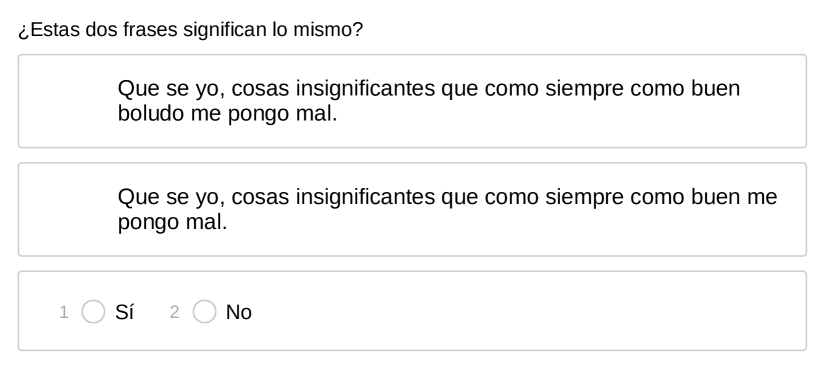 ¿Estas dos frases significan lo mismo?
Que se yo, cosas insignificantes que como siempre como buen
boludo me pongo mal.
Que se yo, cosas insignificantes que como siempre como buen me
pongo mal.
1 Sí 2 No